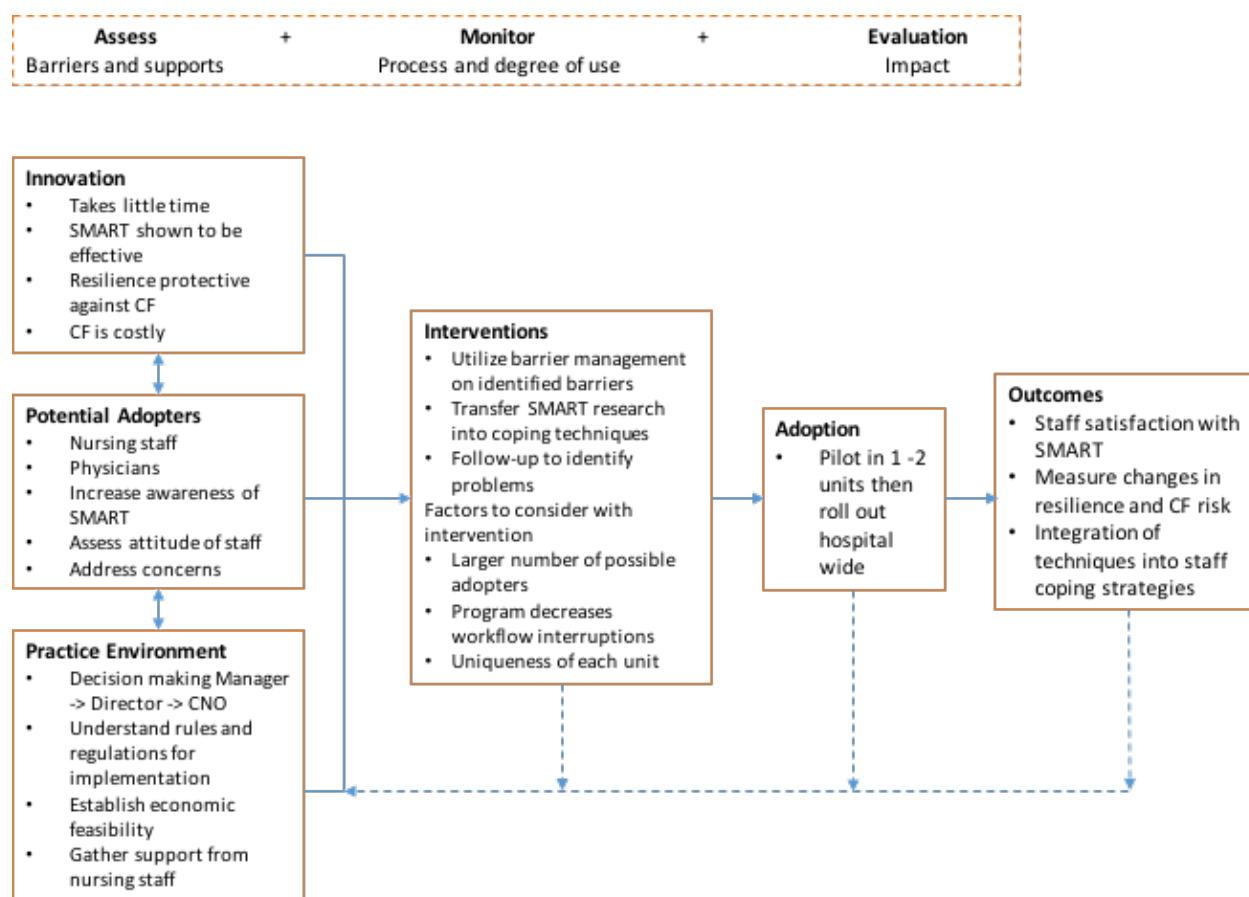 Assess + Monitor + Evaluation
Barriers and supports Process and degree of use Impact
Innovation
• Takes little time
• SMART shown to be
effective
• Resilience protective
against CF
• CF is costly
Potential Adopters
• Nursing staff
• Physicians
• Increase awareness of
SMART
• Assess attitude of staff
• Address concerns
Practice Environment
• Decision making Manager
-> Director -> CNO
• Understand rules and
regulations for
implementation
• Establish economic
feasibility
• Gather support from
nursing staff
Interventions
• Utilize barrier management
on identified barriers
• Transfer SMART research
into coping techniques
• Follow-up to identify
problems
Factors to consider with
intervention
• Larger number of possible
adopters
• Program decreases
workflow interruptions
• Uniqueness of each unit
Adoption
• Pilot in 1 -2
units then
roll out
hospital
wide
Outcomes
• Staff satisfaction with
SMART
• Measure changes in
resilience and CF risk
• Integration of
techniques into staff
coping strategies